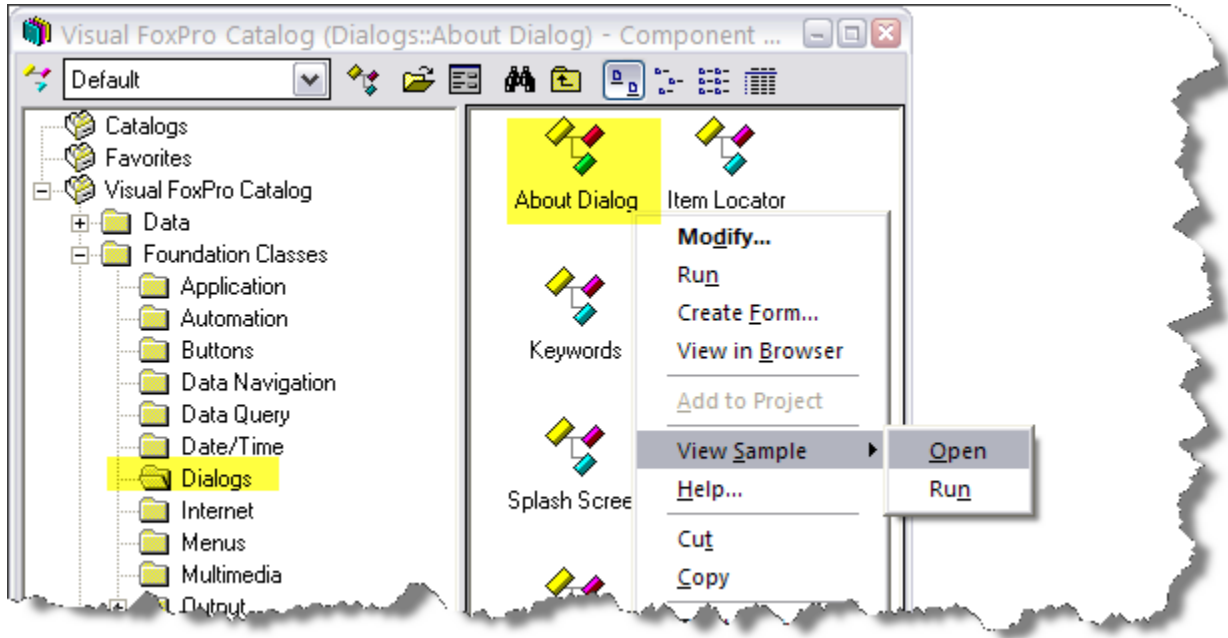 Visual FoxPro Catalog (Dialogs::About Dialog) - Component ...
Default
Catalogs
Favorites
Visual FoxPro Catalog
Data
Foundation Classes
Application
Automation
Buttons
Data Navigation
Data Query
Date/Time
Dialogs
Internet
Menus
Multimedia
Output
About Dialog
Item Locator
Keywords
Splash Scree
Modify...
Run
Create Form...
View in Browser
Add to Project
View Sample
Help...
Cut
Copy
Open
Run